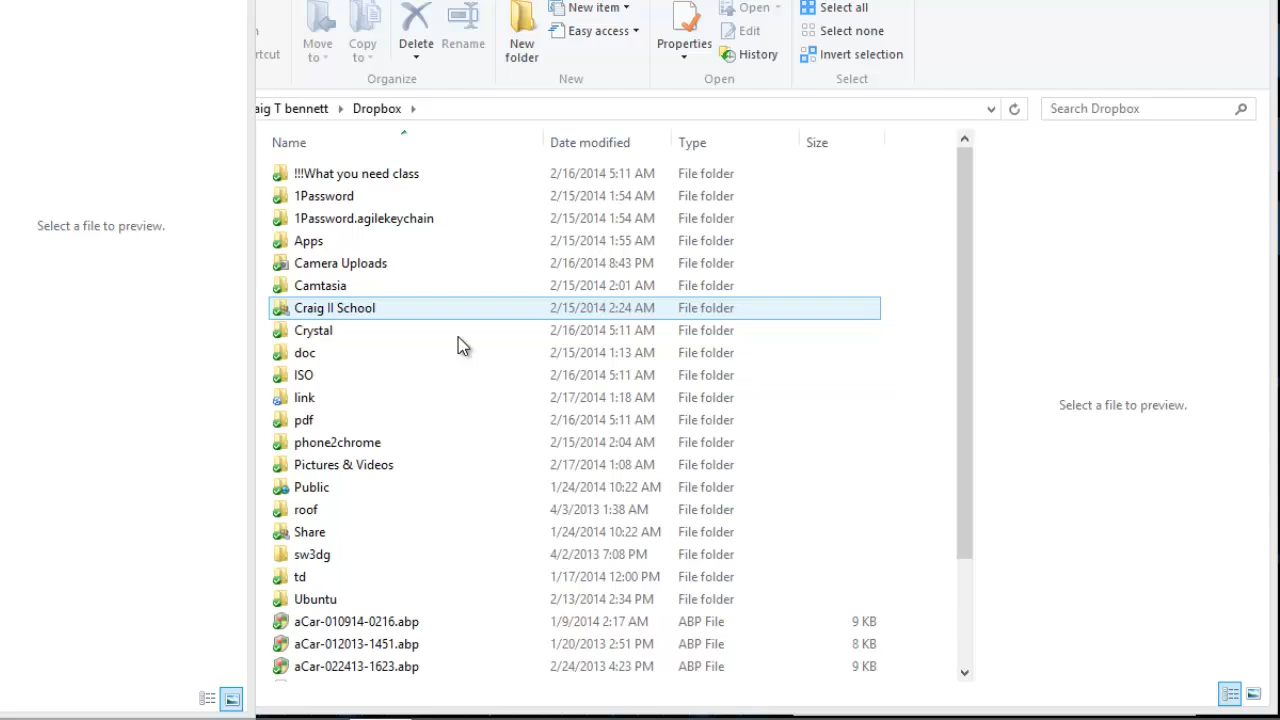 New item
Open
Select all
Easy access
Edit
Select none
rtcut
Move
to
Copy
to
Delete
Rename
New
folder
Properties
History
Invert selection
Organize
New
Open
Select
aig T bennett
Dropbox
Search Dropbox
Name
Date modified
Type
Size
!!!What you need class 2/16/2014 5:11 AM File folder
1Password 2/15/2014 1:54 AM File folder
1Password.agilekeychain 2/15/2014 1:54 AM File folder
Select a file to preview.
Apps 2/15/2014 1:55 AM File folder
Camera Uploads 2/16/2014 8:43 PM File folder
Camtasia 2/15/2014 2:01 AM File folder
Craig II School 2/15/2014 2:24 AM File folder
Crystal 2/16/2014 5:11 AM File folder
doc 2/15/2014 1:13 AM File folder
ISO 2/16/2014 5:11 AM File folder
link 2/17/2014 1:18 AM File folder
Select a file to preview.
pdf 2/16/2014 5:11 AM File folder
phone2chrome 2/15/2014 2:04 AM File folder
Pictures & Videos 2/17/2014 1:08 AM File folder
Public 1/24/2014 10:22 AM File folder
roof 4/3/2013 1:38 AM File folder
Share 1/24/2014 10:22 AM File folder
sw3dg 4/2/2013 7:08 PM File folder
td 1/17/2014 12:00 PM File folder
Ubuntu 2/13/2014 2:34 PM File folder
aCar-010914-0216.abp 1/9/2014 2:17 AM ABP File 9 KB
aCar-012013-1451.abp 1/20/2013 2:51 PM ABP File 8 KB
aCar-022413-1623.abp 2/24/2013 4:23 PM ABP File 9 KB